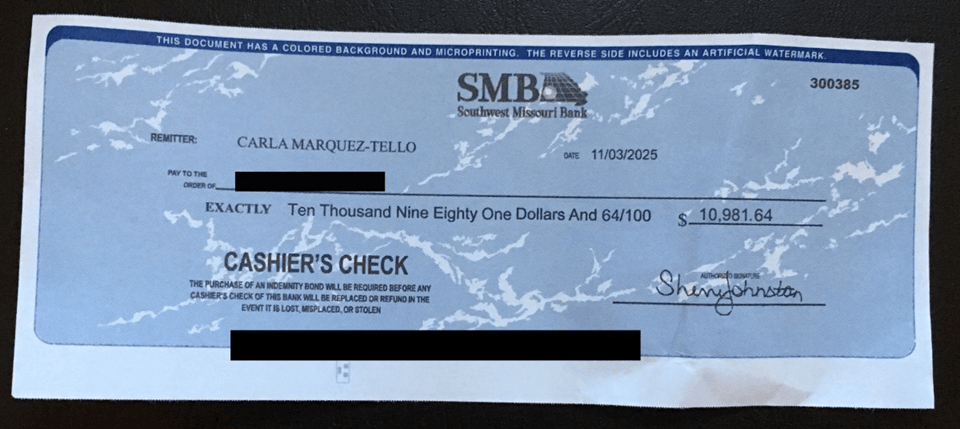 THIS DOCUMENT HAS A COLORED BACKGROUND AND MICROPRINTING. THE REVERSE SIDE INCLUDES AN ARTIFICIAL WATERMARK.
SMB
Southwest Missouri Bank
300385
REMITTER: CARLA MARQUEZ-TELLO
DATE 11/03/2025
PAY TO THE
ORDER OF
EXACTLY Ten Thousand Nine Eighty One Dollars And 64/100 $ 10,981.64
CASHIER'S CHECK
THE PURCHASE OF AN INDEMNITY BOND WILL BE REQUIRED BEFORE ANY
CASHIER'S CHECK OF THIS BANK WILL BE REPLACED OR REFUND IN THE
EVENT IT IS LOST, MISPLACED, OR STOLEN
AUTHORIZED SIGNATURE
Sherry Johnston